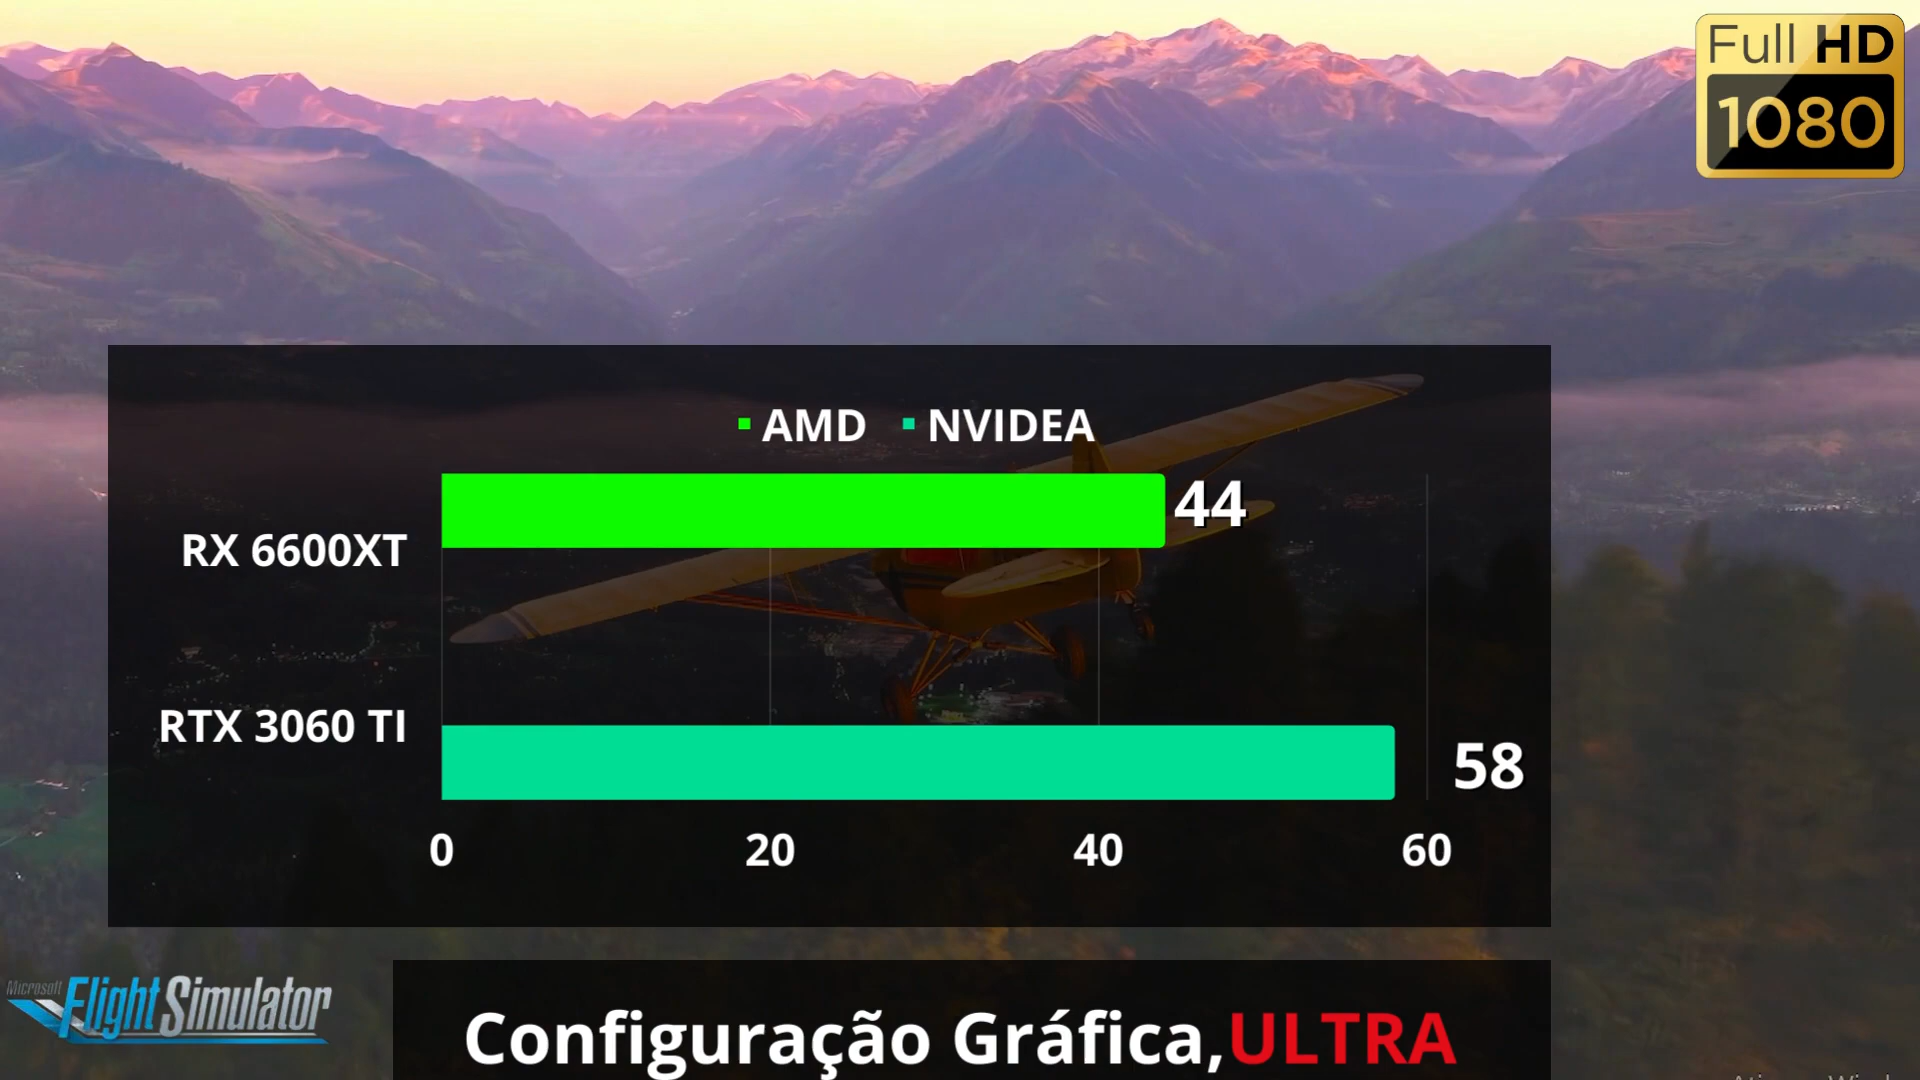 Full HD
1080
AMD NVIDEA
44
RX 6600XT
RTX 3060 TI
58
0 20 40 60
Microsoft
Flight Simulator
Configuração Gráfica,ULTRA